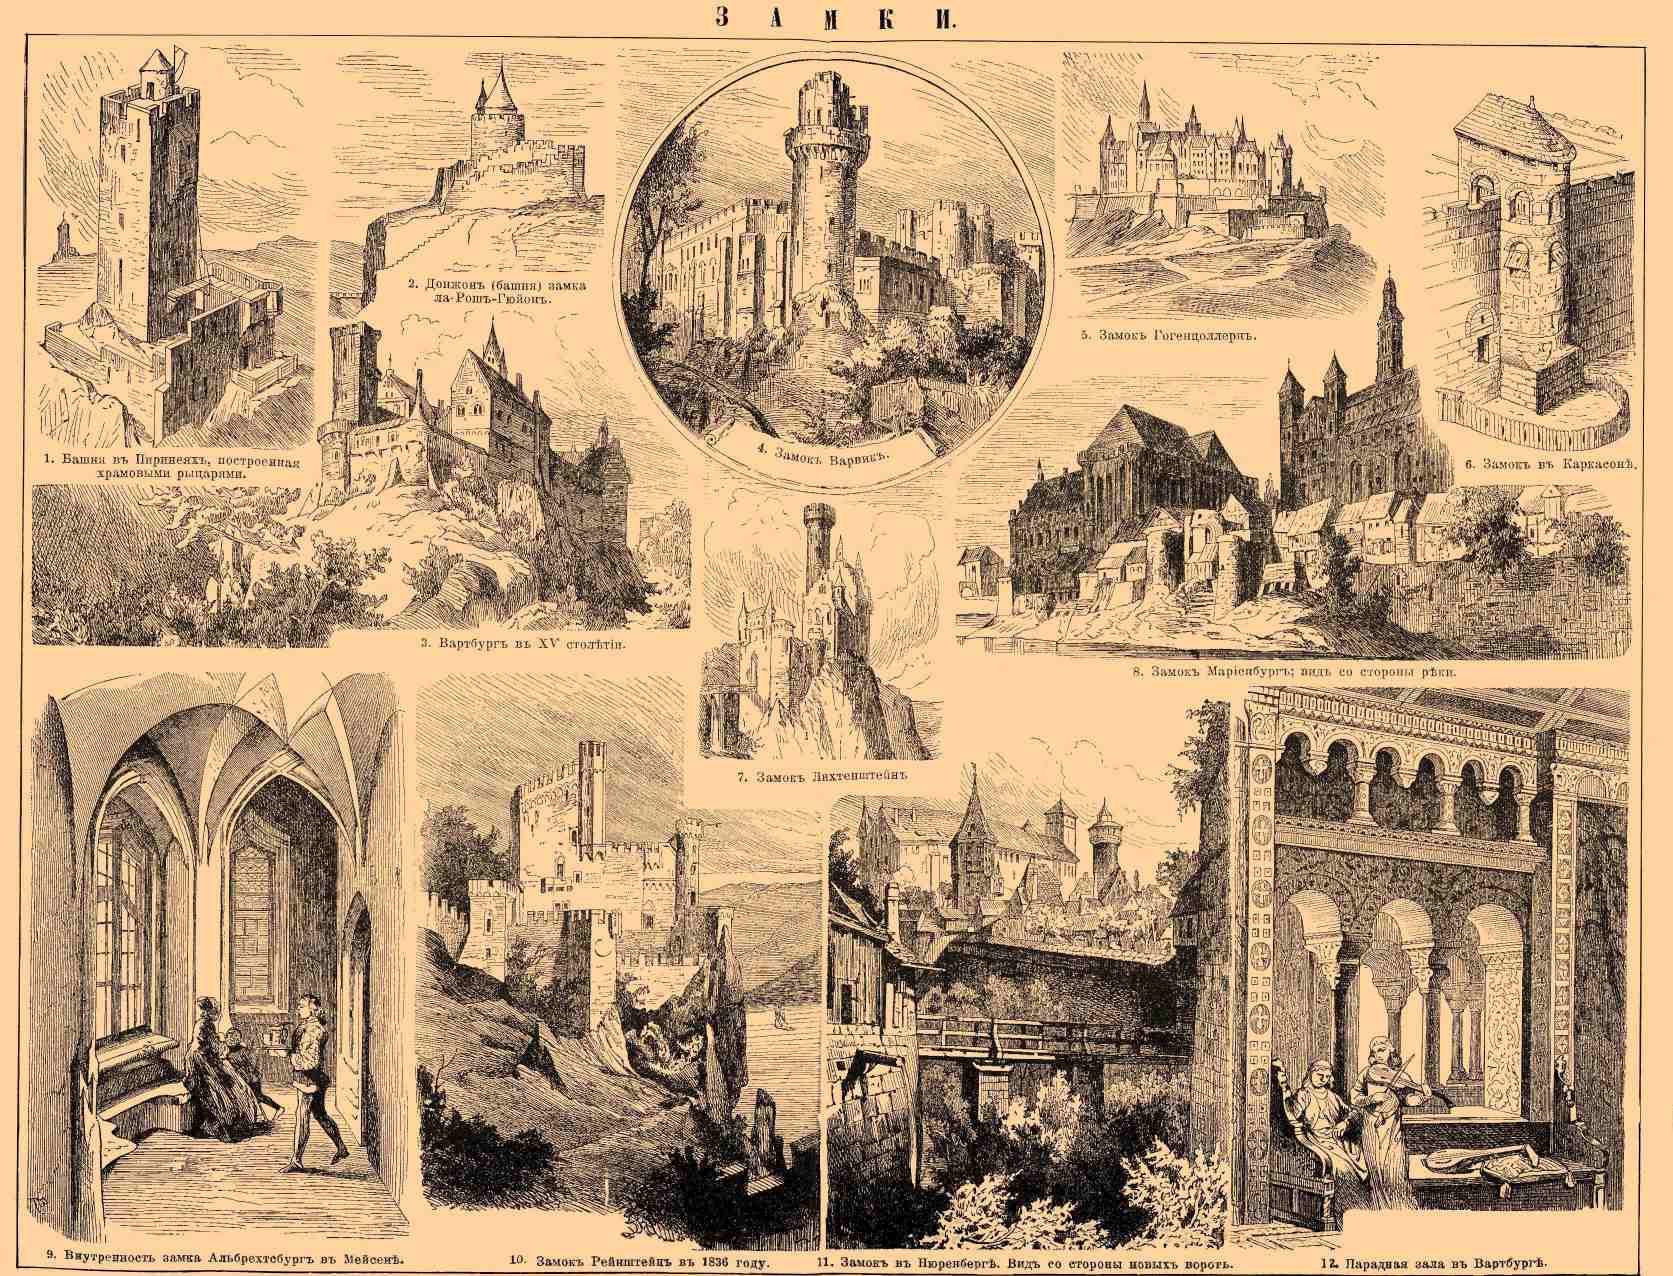 ЗАМКИ.
1. Башня въ Пиринеяхъ, построенная
храмовыми рыцарями.
2. Донжонъ (башня) замка
ла-Рошъ-Гюйонъ.
3. Вартбургъ въ XV столѣтіи.
4. Замокъ Варвикъ.
5. Замокъ Гогенцоллернъ.
6. Замокъ въ Каркасонѣ.
7. Замокъ Лихтенштейнъ
8. Замокъ Маріенбургъ; видъ со стороны рѣки.
9. Внутренность замка Альбрехтсбургъ въ Мейсенѣ.
10. Замокъ Рейнштейнъ въ 1836 году.
11. Замокъ въ Нюренбергѣ. Видъ со стороны новыхъ воротъ.
12. Парадная зала въ Вартбургѣ.